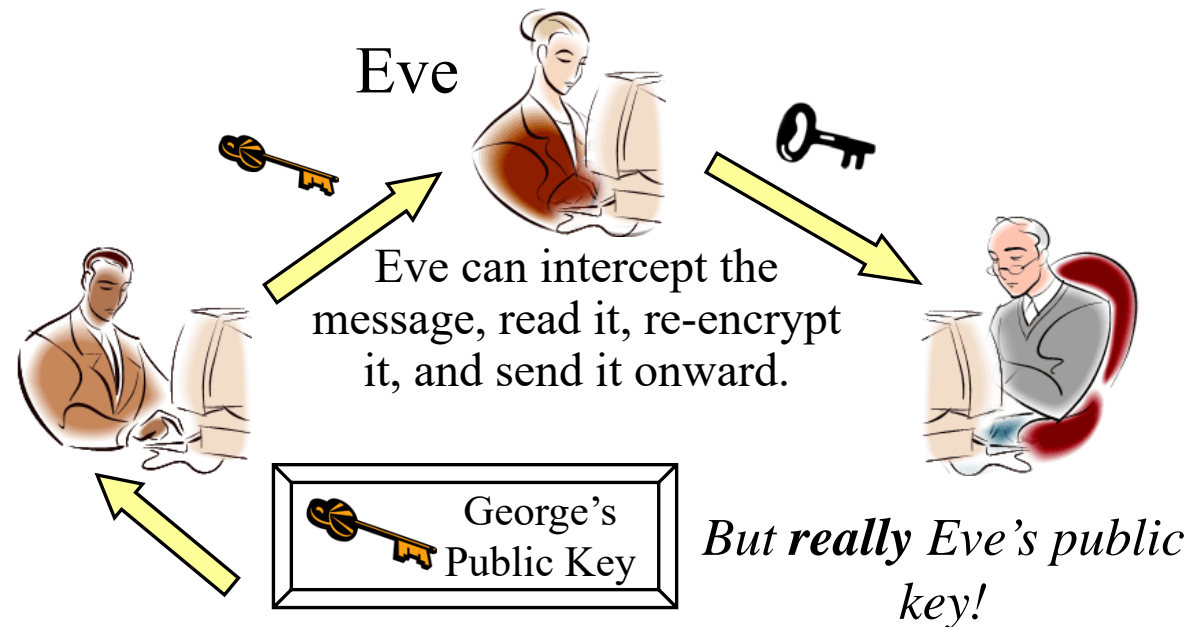 Eve
Eve can intercept the
message, read it, re-encrypt
it, and send it onward.
George’s
Public Key
But really Eve’s public
key!